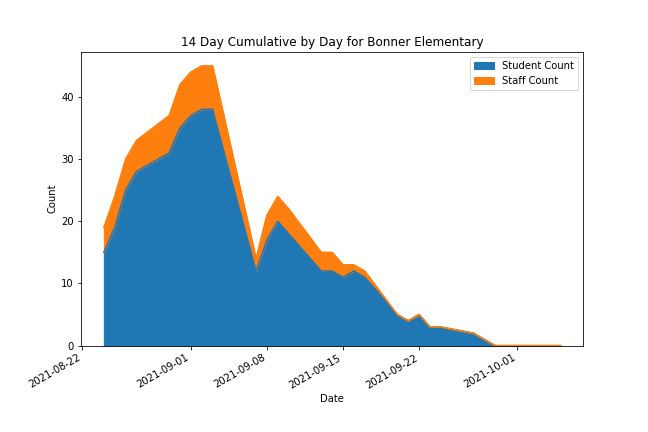 14 Day Cumulative by Day for Bonner Elementary
Student Count
Staff Count
Count
40
30
20
10
0
2021-08-22
2021-09-01
2021-09-08
2021-09-15
2021-09-22
2021-10-01
Date